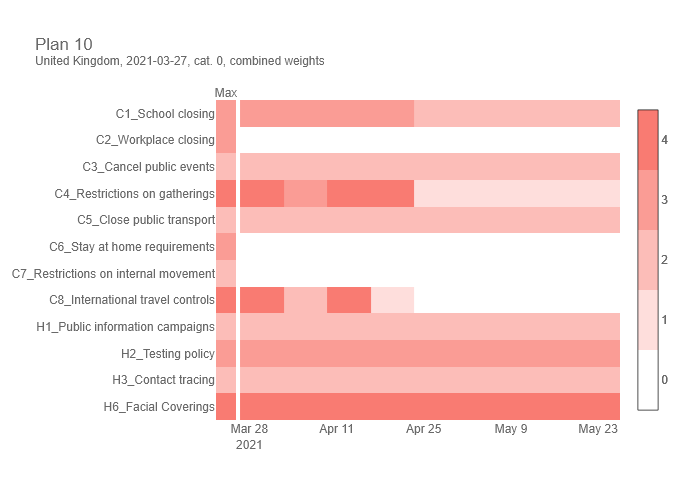 Plan 10
United Kingdom, 2021-03-27, cat. 0, combined weights
Max
C1_School closing
C2_Workplace closing
C3_Cancel public events
C4_Restrictions on gatherings
C5_Close public transport
C6_Stay at home requirements
C7_Restrictions on internal movement
C8_International travel controls
H1_Public information campaigns
H2_Testing policy
H3_Contact tracing
H6_Facial Coverings
Mar 28 Apr 11 Apr 25 May 9 May 23
2021
4
3
2
1
0